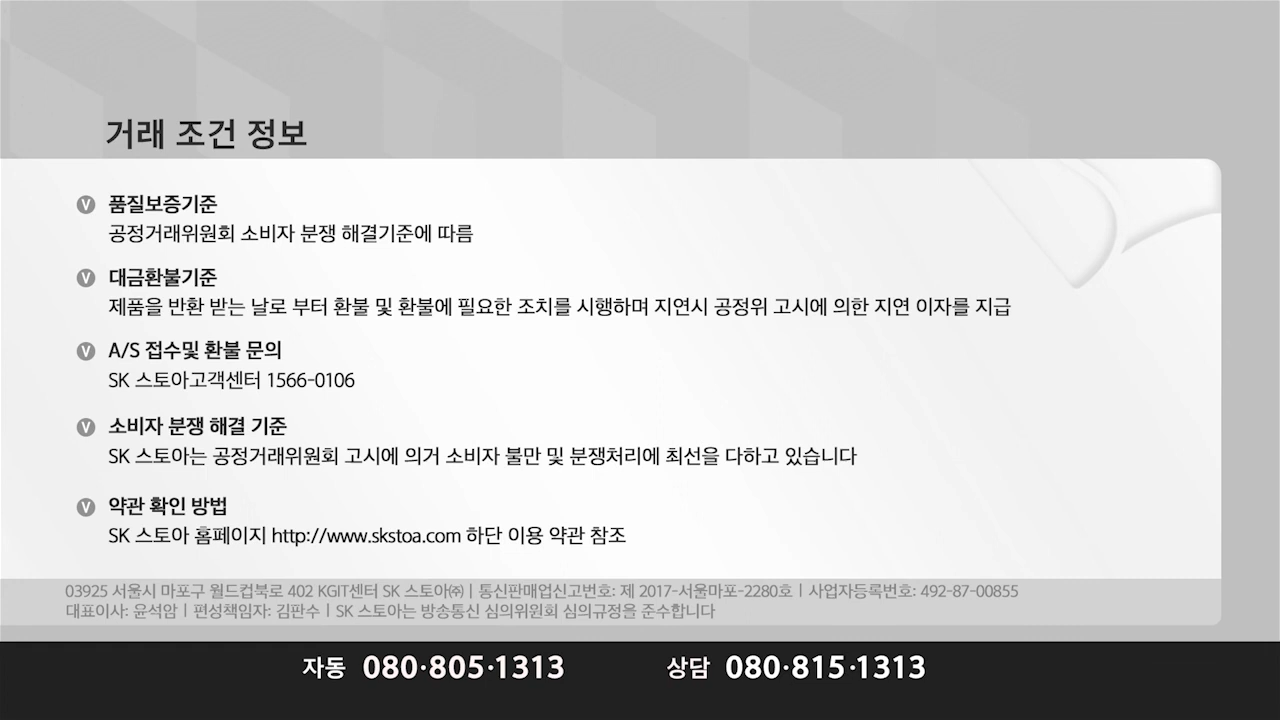 거래 조건 정보
V 품질보증기준
공정거래위원회 소비자 분쟁 해결기준에 따름
V 대금환불기준
제품을 반환 받는 날로 부터 환불 및 환불에 필요한 조치를 시행하며 지연시 공정위 고시에 의한 지연 이자를 지급
V A/S 접수및 환불 문의
SK 스토아고객센터 1566-0106
V 소비자 분쟁 해결 기준
SK 스토아는 공정거래위원회 고시에 의거 소비자 불만 및 분쟁처리에 최선을 다하고 있습니다
V 약관 확인 방법
SK 스토아 홈페이지 http://www.skstoa.com 하단 이용 약관 참조
03925 서울시 마포구 월드컵북로 402 KGIT센터 SK 스토아㈜ | 통신판매업신고번호: 제 2017-서울마포-2280호 | 사업자등록번호: 492-87-00855
대표이사: 윤석암 | 편성책임자: 김판수 | SK 스토아는 방송통신 심의위원회 심의규정을 준수합니다
자동 080·805·1313 상담 080·815·1313